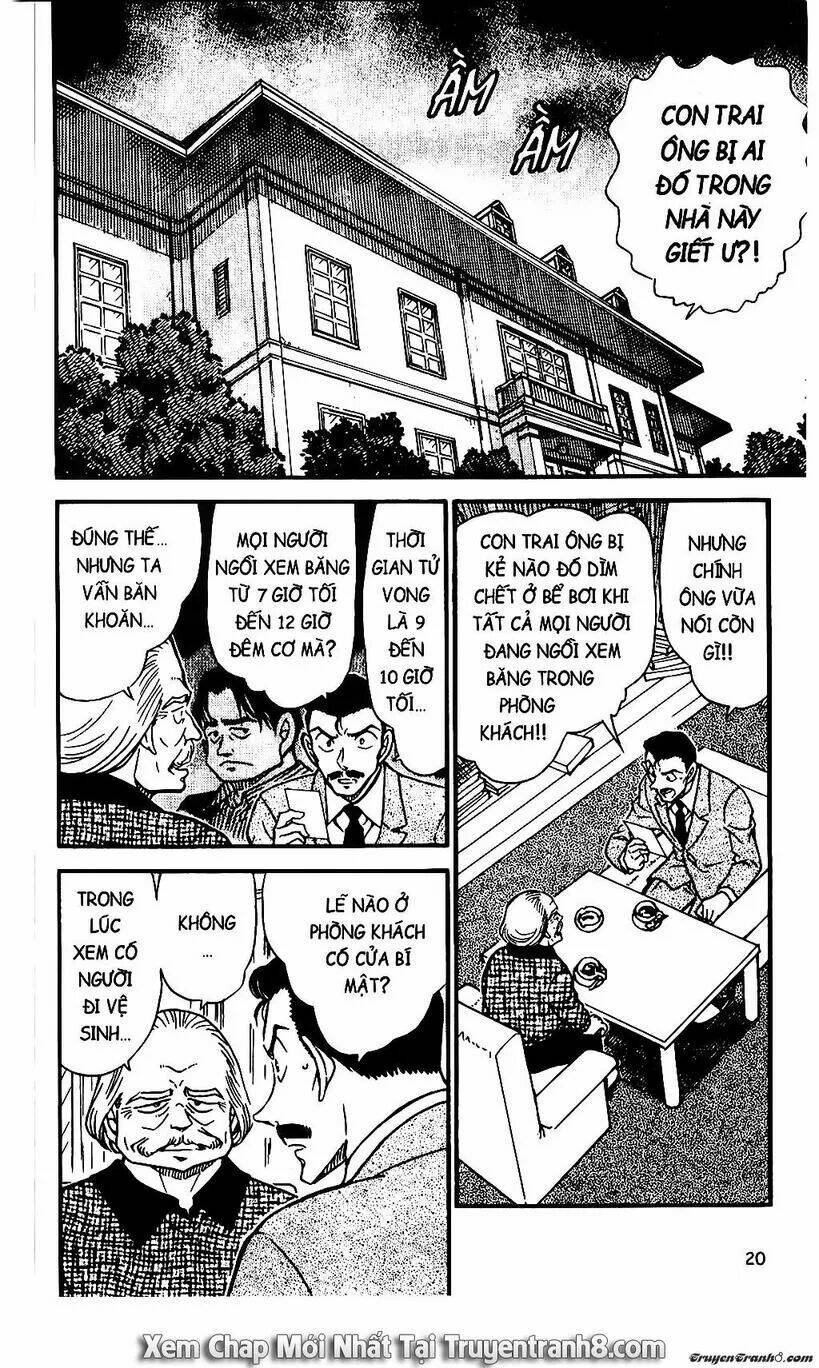 CON TRAI
ÔNG BỊ AI
ĐÓ TRONG
NHÀ NÀY
GIẾT Ư?!
ẦM
ẦM
NHƯNG
CHÍNH
ÔNG VỪA
NÓI CÒN
GÌ!!
CON TRAI ÔNG BỊ
KẺ NÀO ĐÓ DÌM
CHẾT Ở BỂ BƠI KHI
TẤT CẢ MỌI NGƯỜI
ĐANG NGỒI XEM
BĂNG TRONG
PHÒNG
KHÁCH!!
THỜI
GIAN TỬ
VONG
LÀ 9
ĐẾN
10 GIỜ
TỐI...
MỌI NGƯỜI
NGỒI XEM BĂNG
TỪ 7 GIỜ TỐI
ĐẾN 12 GIỜ
ĐÊM CƠ MÀ?
ĐÚNG THẾ...
NHƯNG TA
VẪN BĂN
KHOĂN...
LẼ NÀO Ở
PHÒNG KHÁCH
CÓ CỬA BÍ
MẬT?
KHÔNG
...
TRONG
LÚC
XEM CÓ
NGƯỜI
ĐI VỆ
SINH...
20
Xem Chap Mới Nhất Tại Truyentranh8.com
TruyenTranh8.com